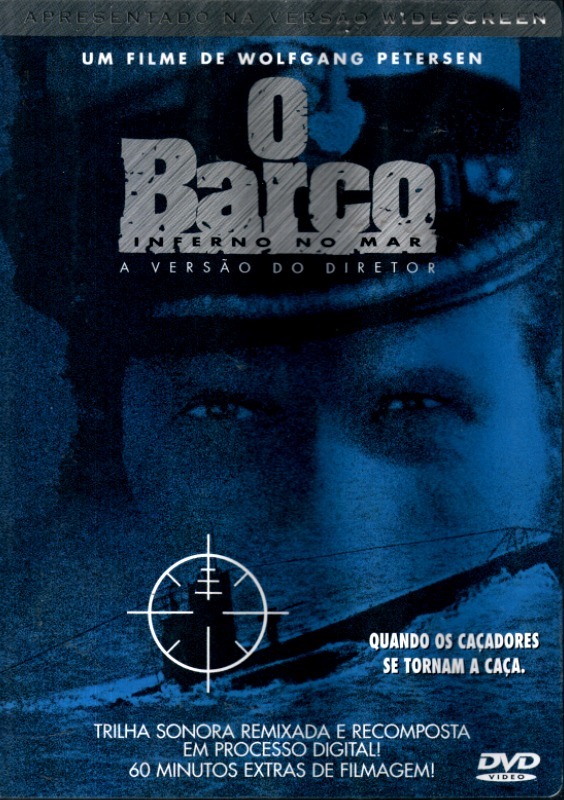 APRESENTADO NA VERSÃO WIDESCREEN
UM FILME DE WOLFGANG PETERSEN
O
Barco
INFERNO NO MAR
A VERSÃO DO DIRETOR
QUANDO OS CAÇADORES
SE TORNAM A CAÇA.
TRILHA SONORA REMIXADA E RECOMPOSTA
EM PROCESSO DIGITAL!
60 MINUTOS EXTRAS DE FILMAGEM!
DVD
VIDEO